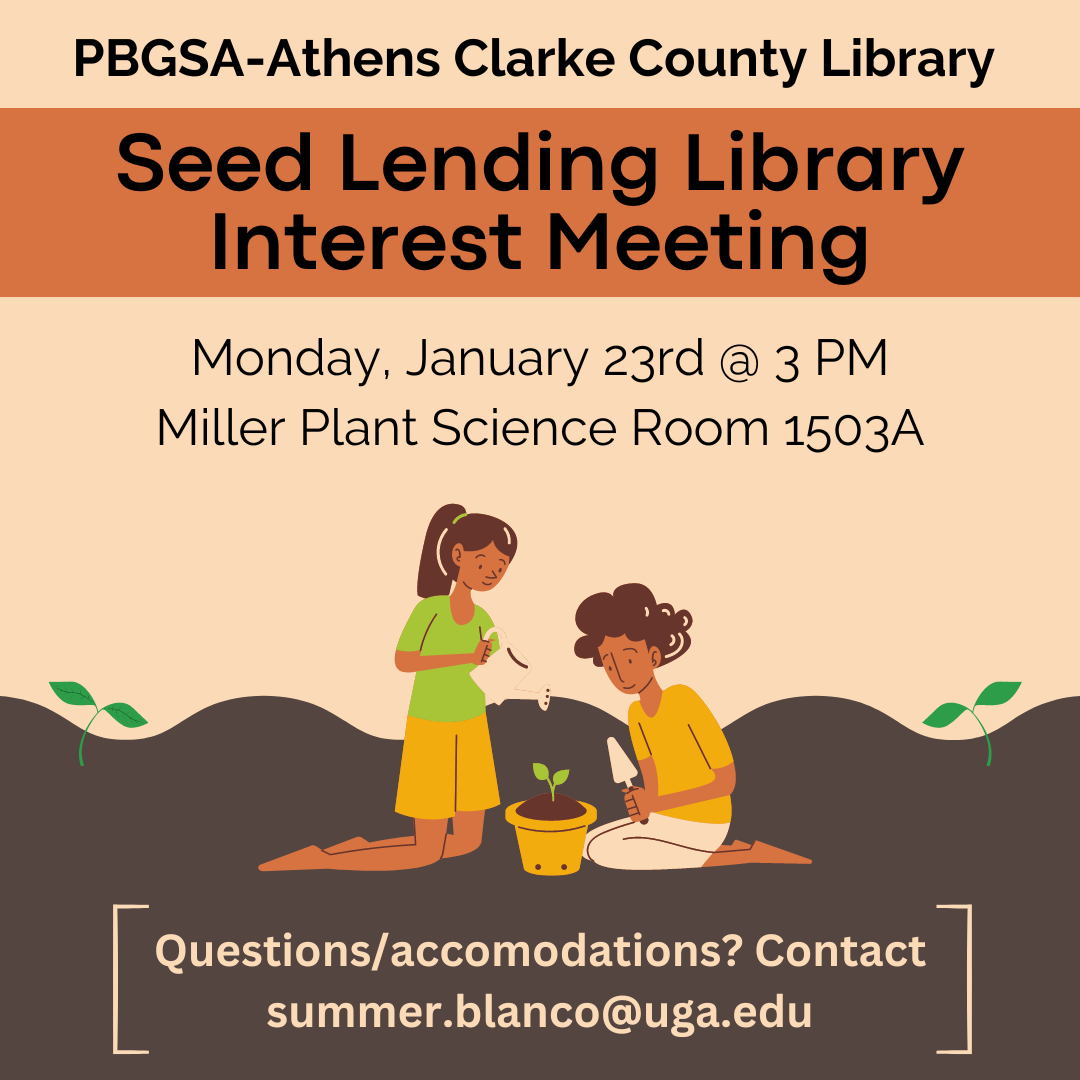 PBGSA-Athens Clarke County Library
Seed Lending Library
Interest Meeting
Monday, January 23rd @ 3 PM
Miller Plant Science Room 1503A
Questions/accomodations? Contact
summer.blanco@uga.edu